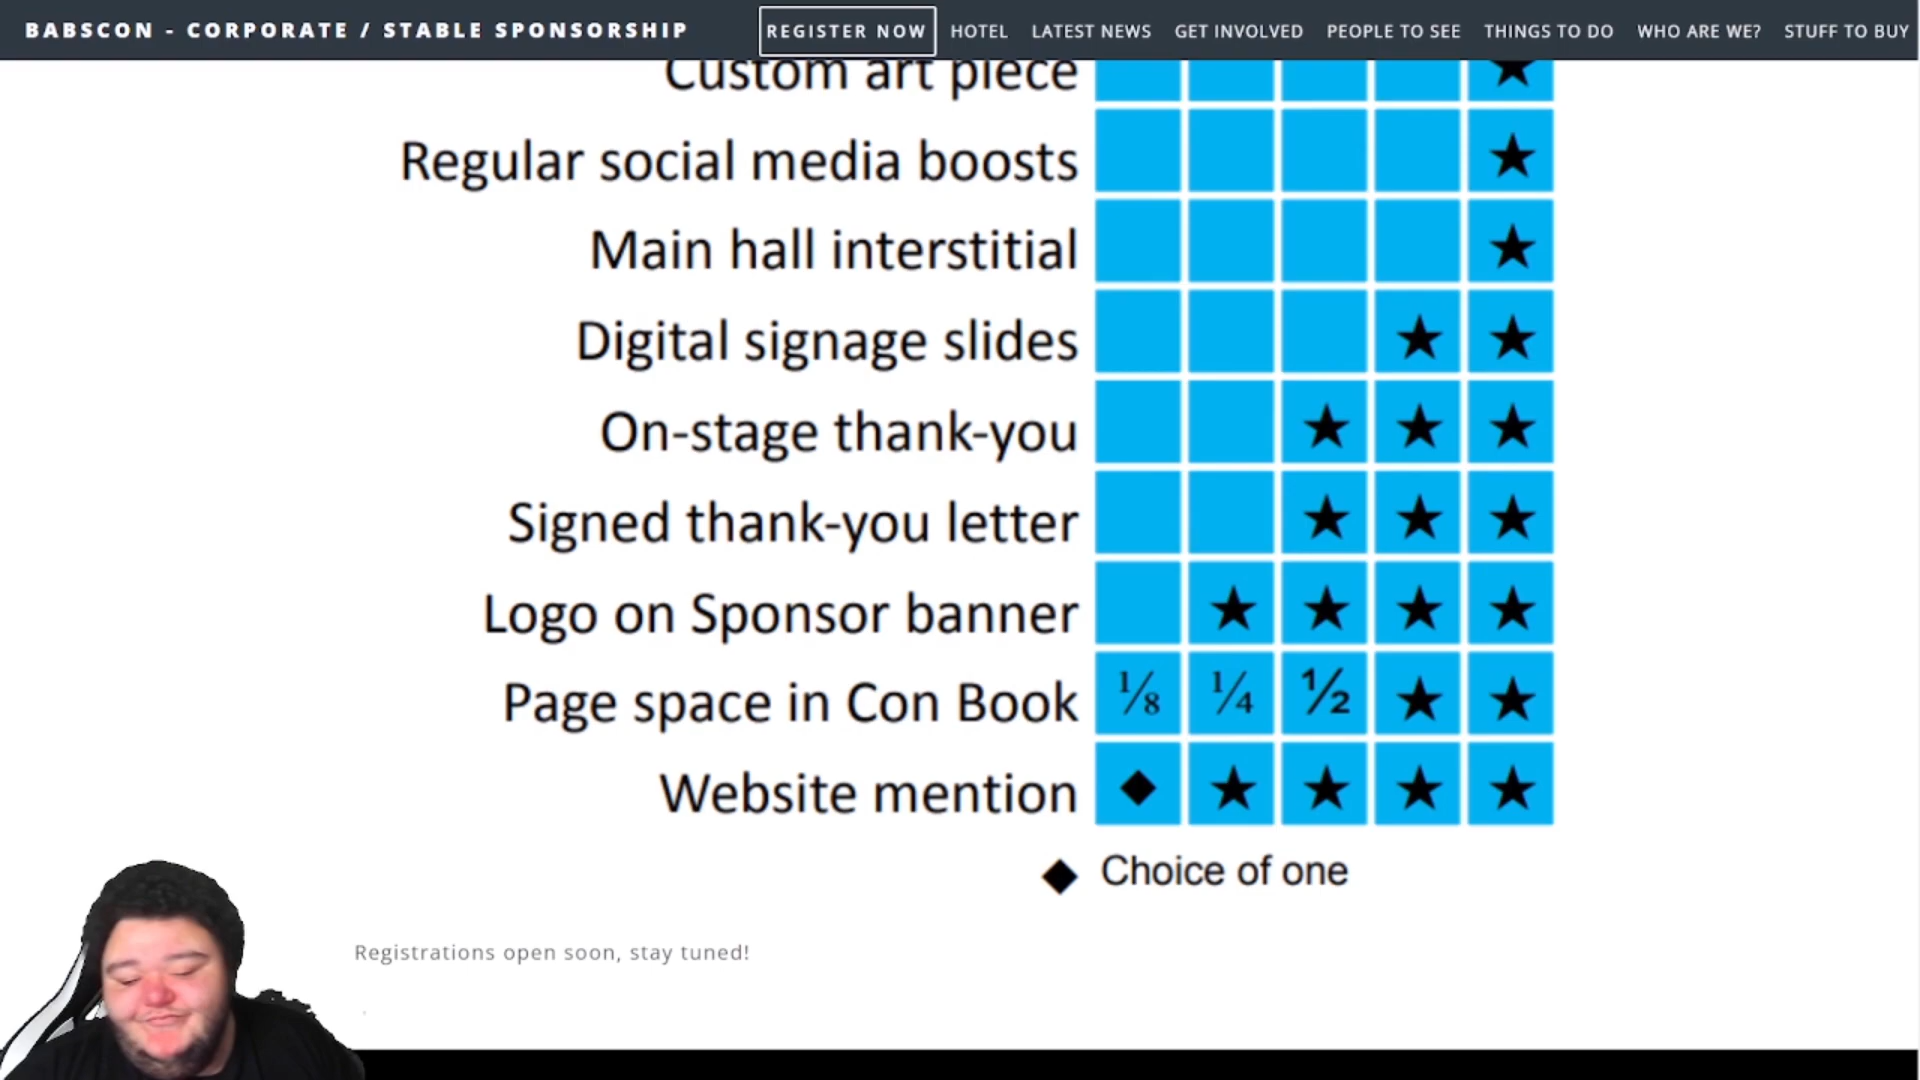 BABSCON - CORPORATE / STABLE SPONSORSHIP
REGISTER NOW HOTEL LATEST NEWS GET INVOLVED PEOPLE TO SEE THINGS TO DO WHO ARE WE? STUFF TO BUY
Custom art piece ★
Regular social media boosts ★
Main hall interstitial ★
Digital signage slides ★ ★
On-stage thank-you ★ ★ ★
Signed thank-you letter ★ ★ ★
Logo on Sponsor banner ★ ★ ★ ★
Page space in Con Book ⅛ ¼ ½ ★ ★
Website mention ◆ ★ ★ ★ ★
◆ Choice of one
Registrations open soon, stay tuned!